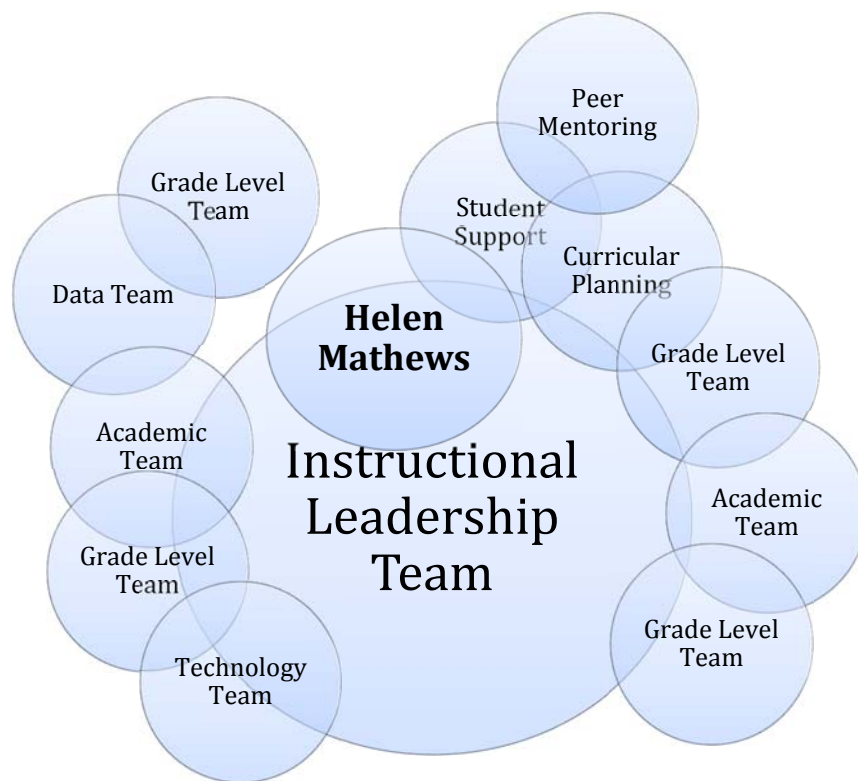 Peer
Mentoring
Grade Level
Team
Student
Support
Curricular
Planning
Data Team
Helen
Mathews
Grade Level
Team
Academic
Team
Instructional
Leadership
Team
Academic
Team
Grade Level
Team
Grade Level
Team
Technology
Team